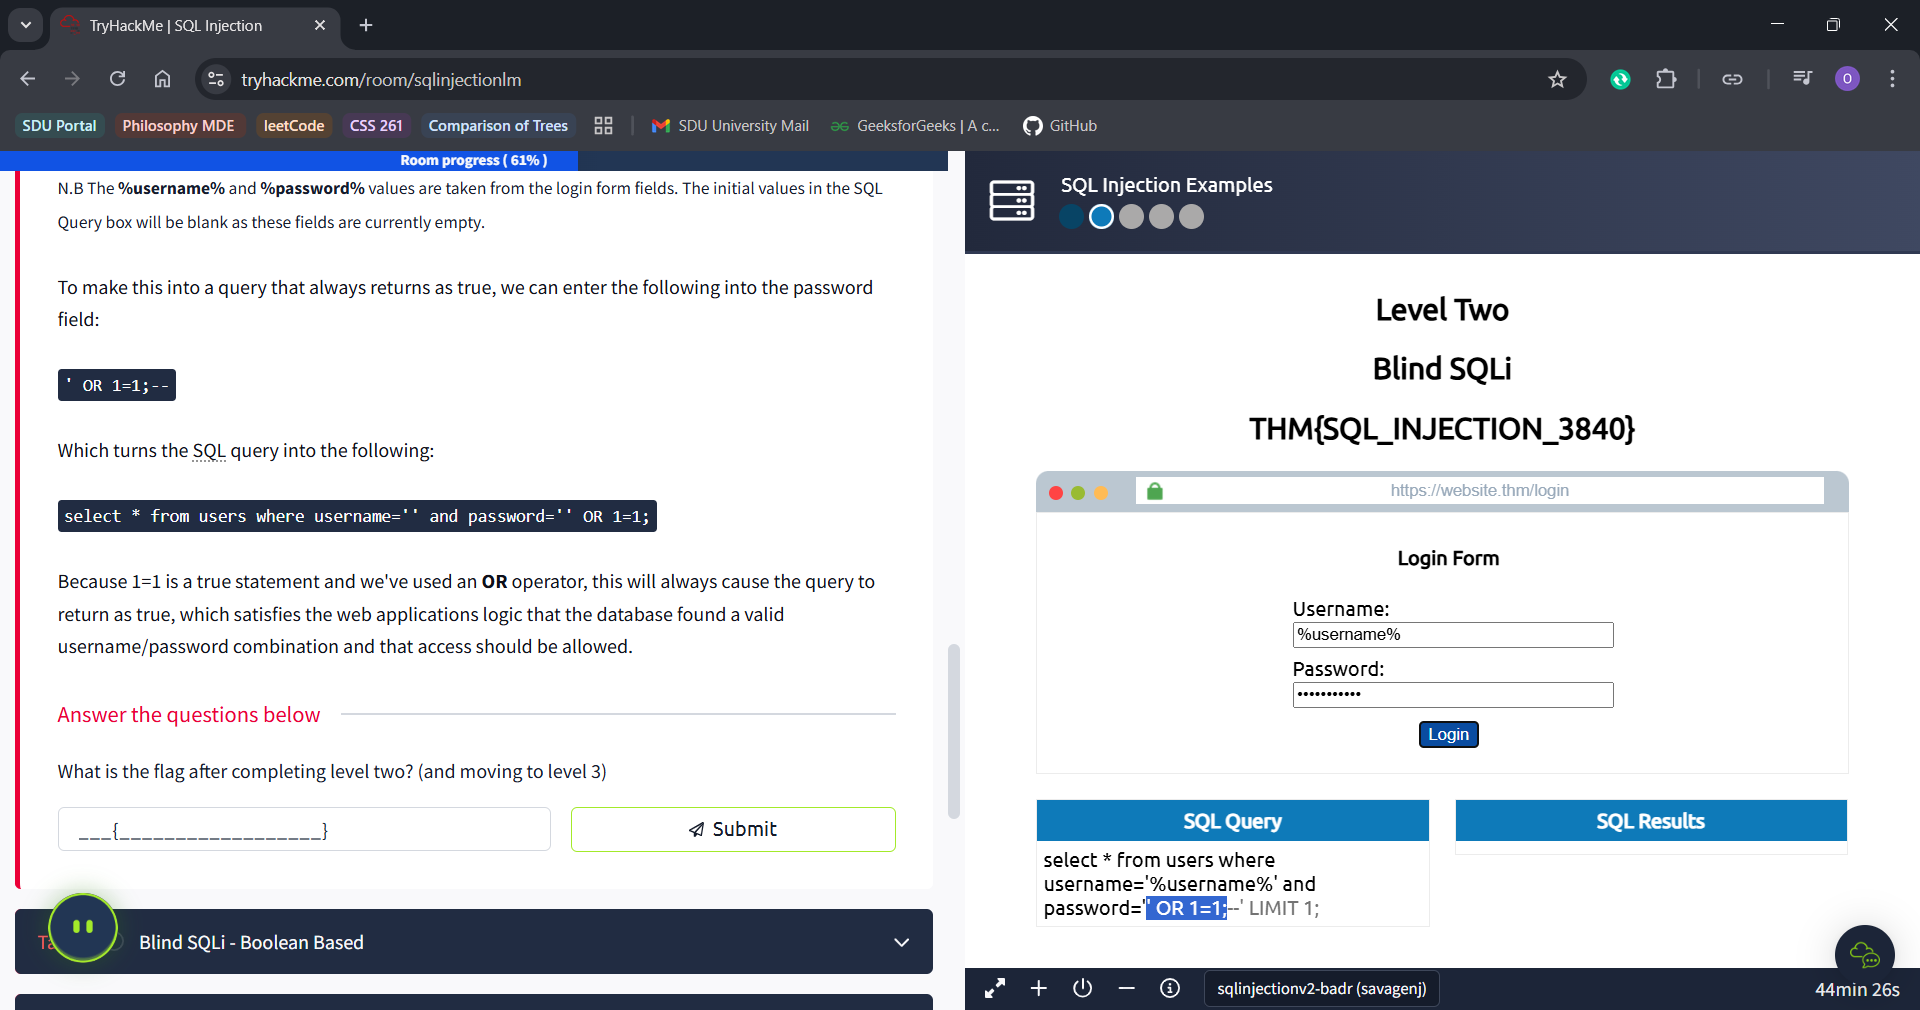 TryHackMe | SQL Injection
tryhackme.com/room/sqlinjectionlm
O
SDU Portal
Philosophy MDE
leetCode
CSS 261
Comparison of Trees
SDU University Mail
GeeksforGeeks | A c...
GitHub
Room progress ( 61% )
N.B The %username% and %password% values are taken from the login form fields. The initial values in the SQL
Query box will be blank as these fields are currently empty.
To make this into a query that always returns as true, we can enter the following into the password
field:
' OR 1=1;--
Which turns the SQL query into the following:
select * from users where username='' and password='' OR 1=1;
Because 1=1 is a true statement and we've used an OR operator, this will always cause the query to
return as true, which satisfies the web applications logic that the database found a valid
username/password combination and that access should be allowed.
Answer the questions below
What is the flag after completing level two? (and moving to level 3)
___{__________________}
Submit
Ta
Blind SQLi - Boolean Based
SQL Injection Examples
Level Two
Blind SQLi
THM{SQL_INJECTION_3840}
https://website.thm/login
Login Form
Username:
%username%
Password:
•••••••••••
Login
SQL Query
select * from users where
username='%username%' and
password='' OR 1=1;--' LIMIT 1;
SQL Results
sqlinjectionv2-badr (savagenj)
44min 26s